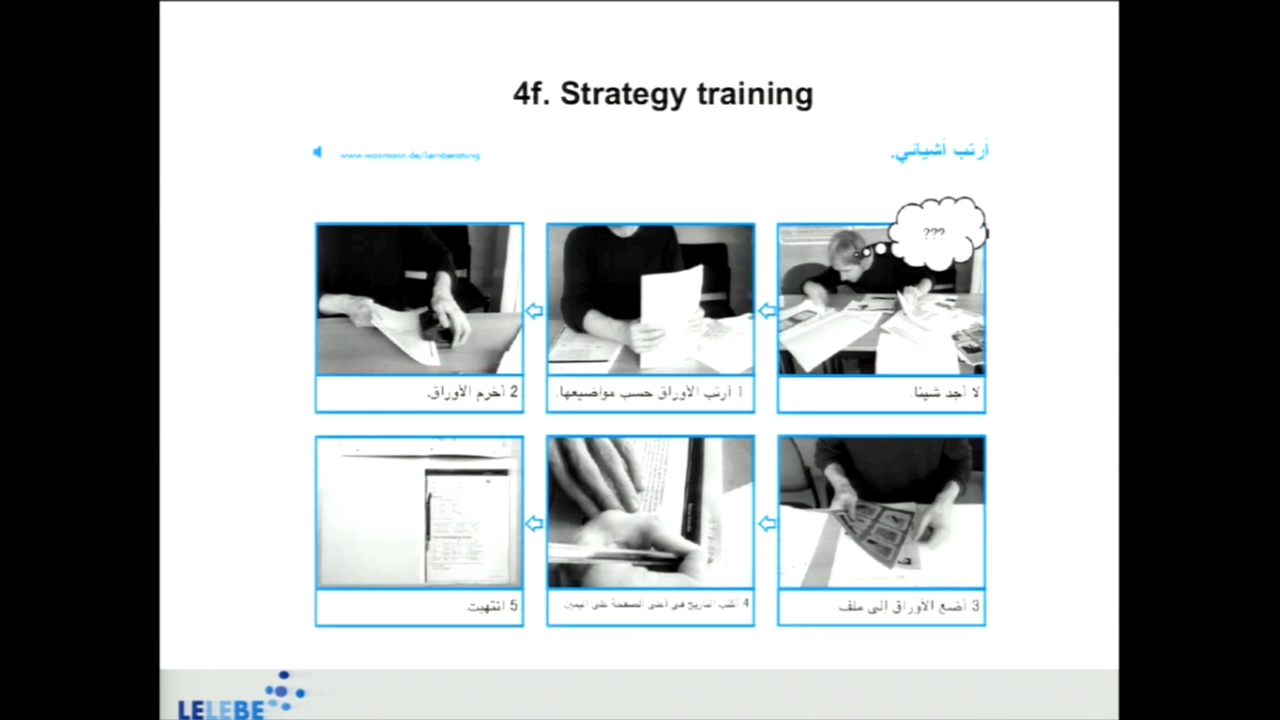 4f. Strategy training
أرتب أشيائي.
www.waxmann.de/Lernberatung
???
لا أجد شيئا.
1 أرتب الأوراق حسب مواضيعها.
2 أخرم الأوراق.
3 أضع الأوراق إلى ملف
4 أكتب التاريخ في أعلى الصفحة على اليمين.
5 انتهيت.
LELEBE